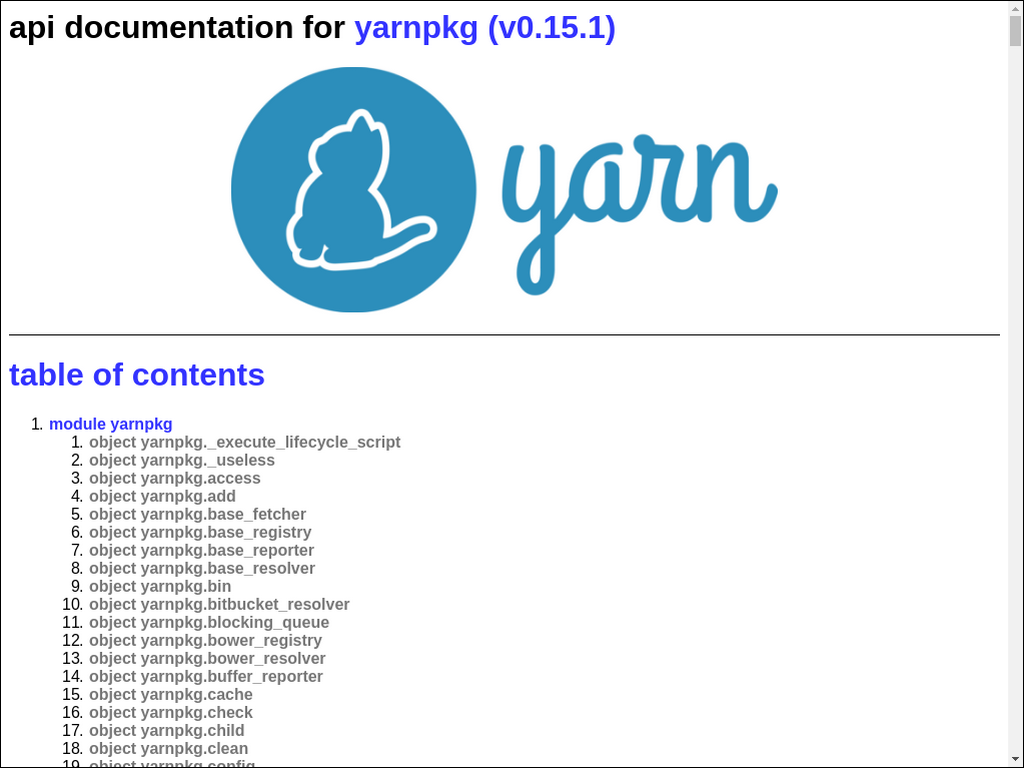 api documentation for yarnpkg (v0.15.1)
yarn
table of contents
1. module yarnpkg
1. object yarnpkg._execute_lifecycle_script
2. object yarnpkg._useless
3. object yarnpkg.access
4. object yarnpkg.add
5. object yarnpkg.base_fetcher
6. object yarnpkg.base_registry
7. object yarnpkg.base_reporter
8. object yarnpkg.base_resolver
9. object yarnpkg.bin
10. object yarnpkg.bitbucket_resolver
11. object yarnpkg.blocking_queue
12. object yarnpkg.bower_registry
13. object yarnpkg.bower_resolver
14. object yarnpkg.buffer_reporter
15. object yarnpkg.cache
16. object yarnpkg.check
17. object yarnpkg.child
18. object yarnpkg.clean
19. object yarnpkg.config